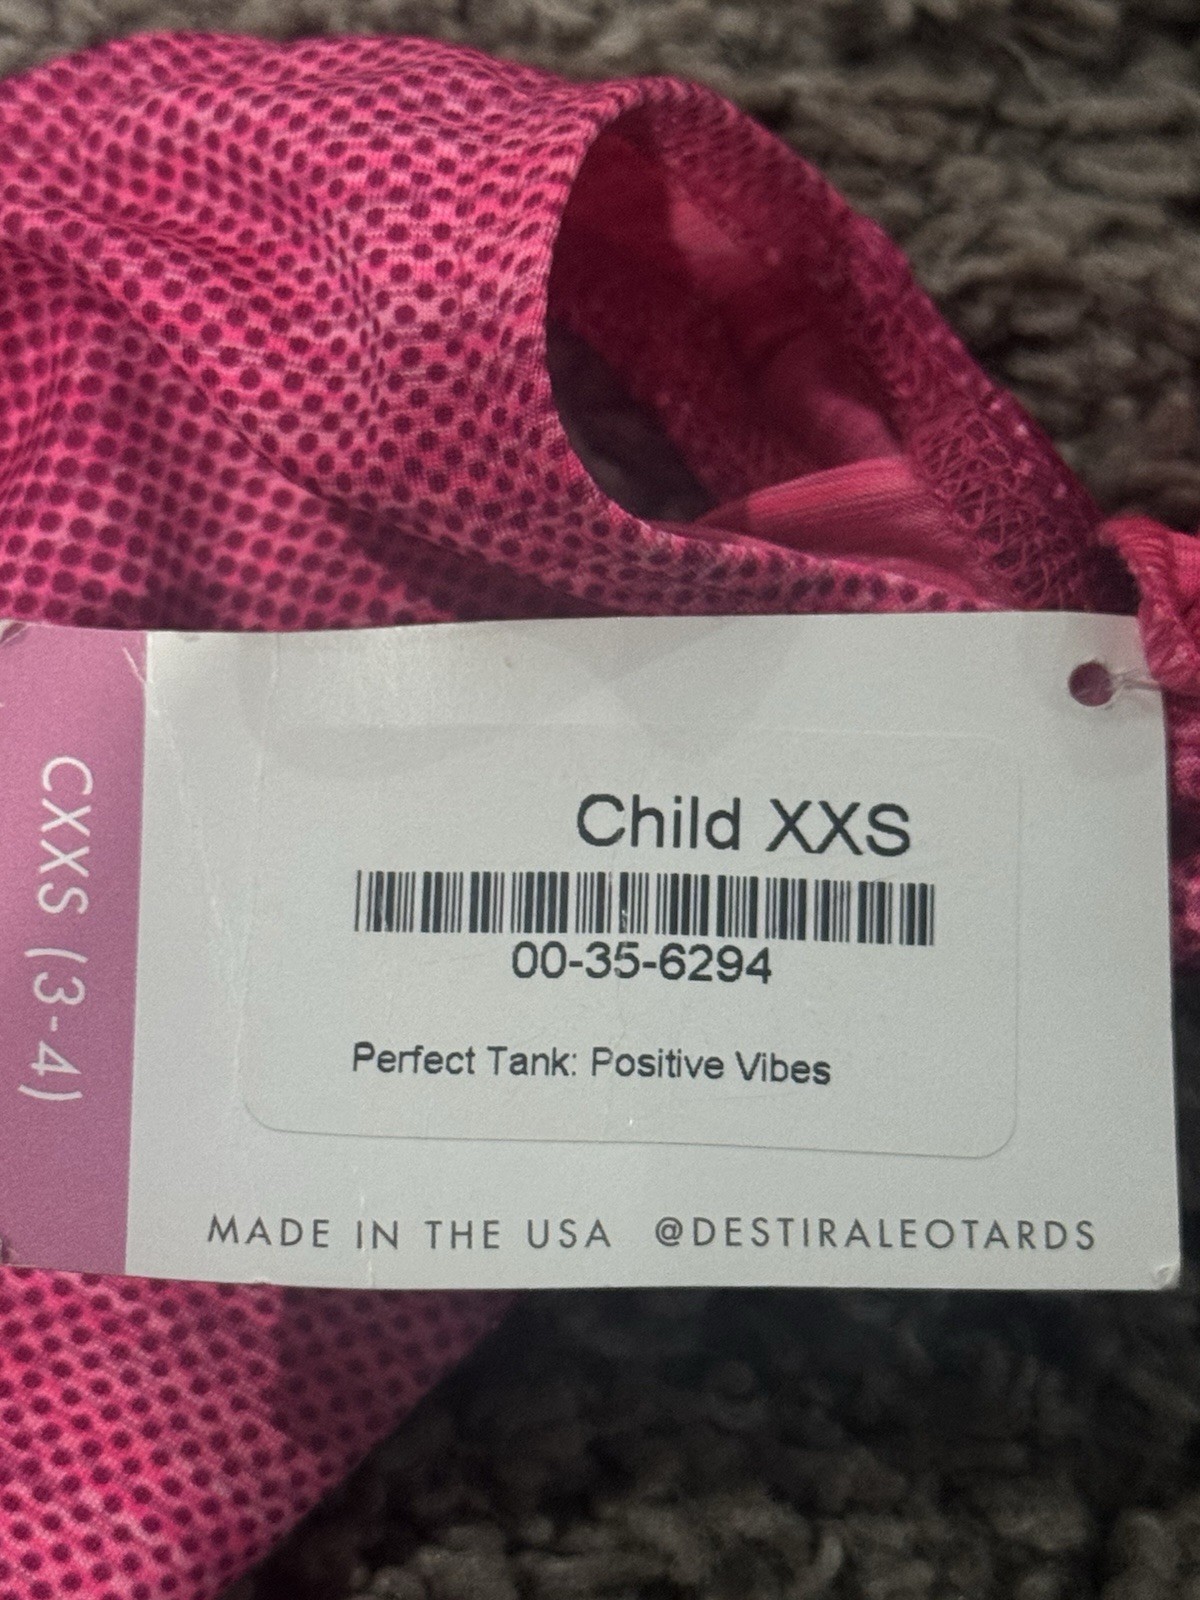 CXXS (3-4)
Child XXS
00-35-6294
Perfect Tank: Positive Vibes
MADE IN THE USA @DESTIRALEOTARDS